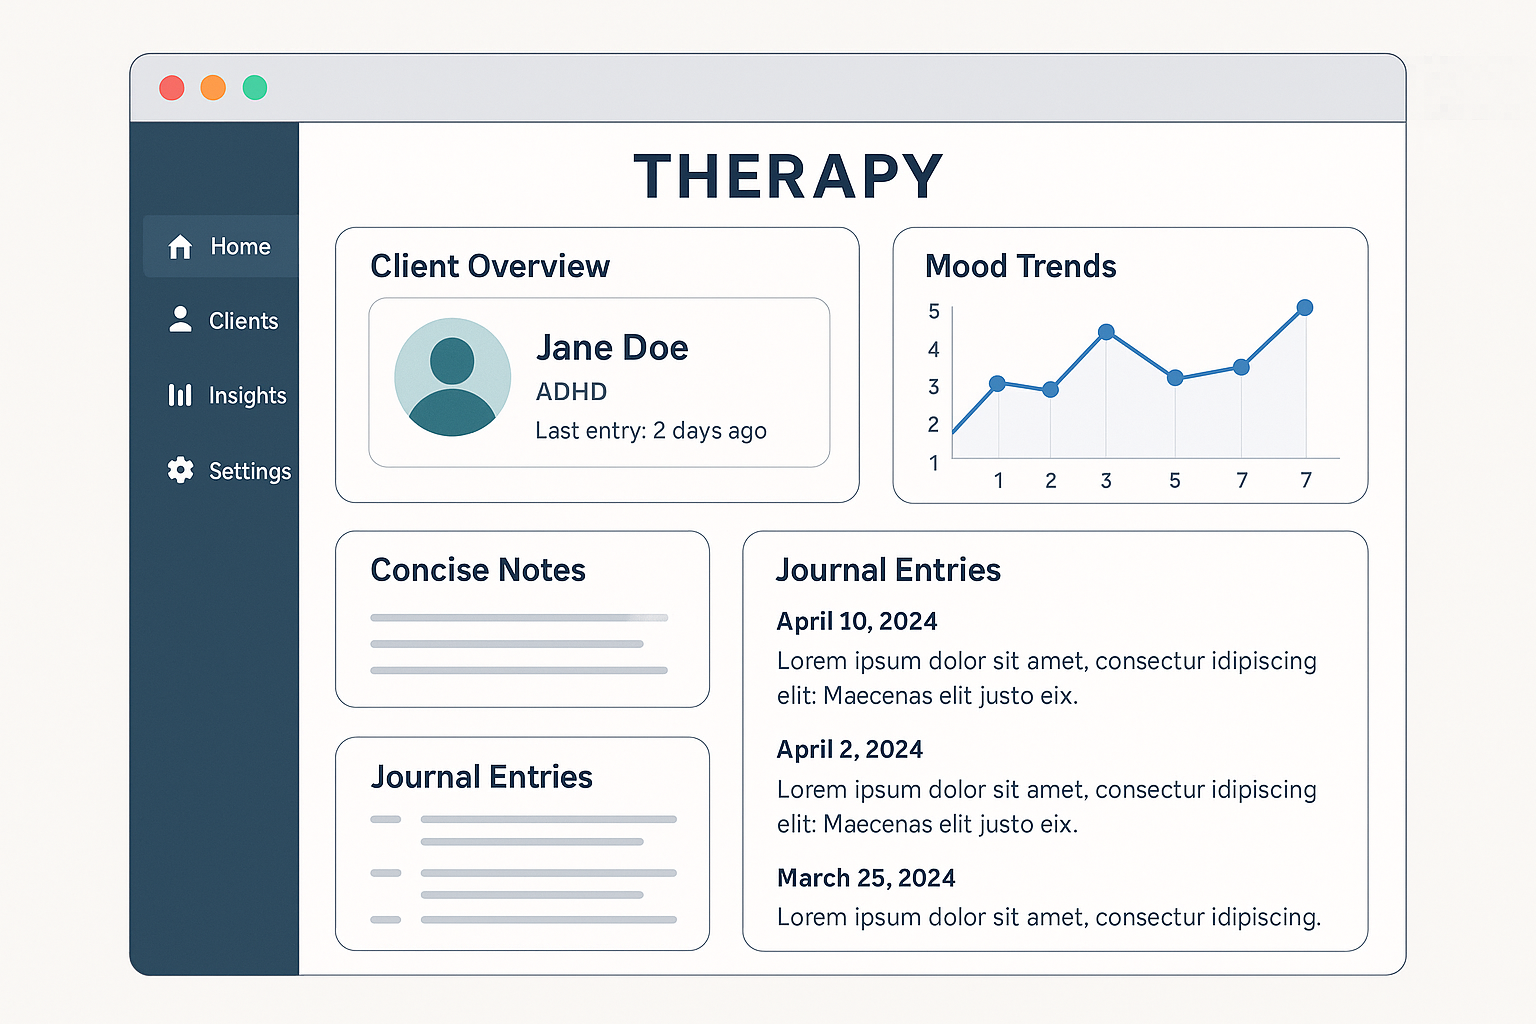 THERAPY
Home
Clients
Insights
Settings
Client Overview
Jane Doe
ADHD
Last entry: 2 days ago
Mood Trends
5
4
3
2
1
1 2 3 5 7 7
Concise Notes
Journal Entries
Journal Entries
April 10, 2024
Lorem ipsum dolor sit amet, consectur idipiscing
elit: Maecenas elit justo eix.
April 2, 2024
Lorem ipsum dolor sit amet, consectur idipiscing
elit: Maecenas elit justo eix.
March 25, 2024
Lorem ipsum dolor sit amet, consectur idipiscing.